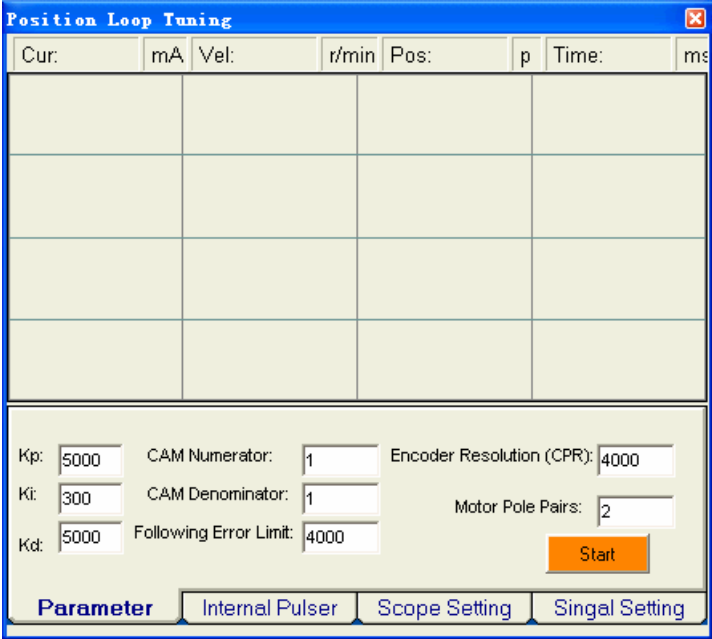 Position Loop Tuning
Cur: mA Vel: r/min Pos: p Time: ms
Kp: 5000 CAM Numerator: 1 Encoder Resolution (CPR): 4000
Ki: 300 CAM Denominator: 1 Motor Pole Pairs: 2
Kd: 5000 Following Error Limit: 4000
Start
Parameter Internal Pulser Scope Setting Singal Setting